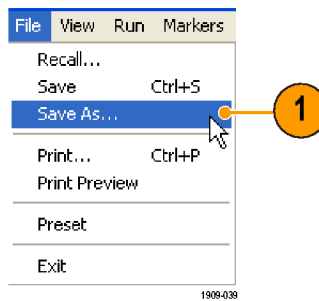 File View Run Markers
Recall...
Save Ctrl+S
Save As...
1
Print... Ctrl+P
Print Preview
Preset
Exit
1909-039